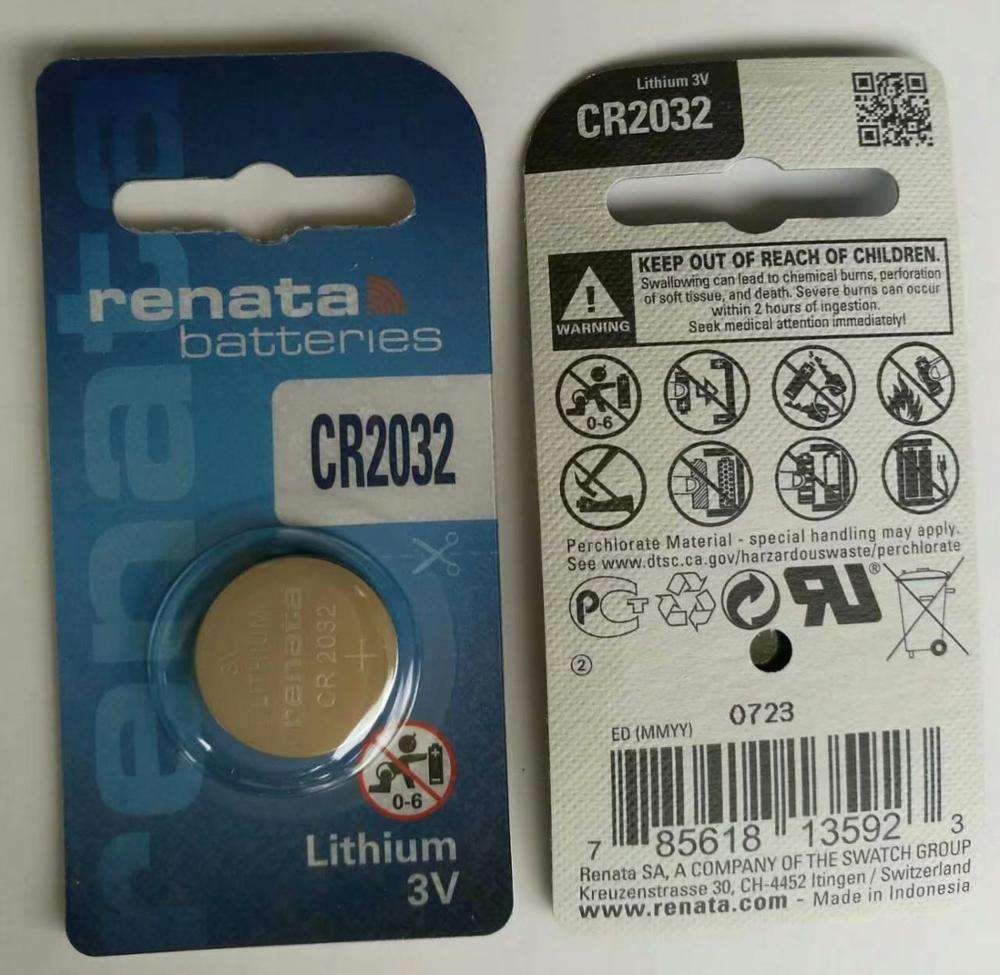 renata
renata
batteries
CR2032
3V
LITHIUM
renata
CR 2032
+
0-6
Lithium
3V
Lithium 3V
CR2032
KEEP OUT OF REACH OF CHILDREN.
Swallowing can lead to chemical burns, perforation
of soft tissue, and death. Severe burns can occur
within 2 hours of ingestion.
Seek medical attention immediately!
WARNING
0-6
Perchlorate Material - special handling may apply.
See www.dtsc.ca.gov/harzardouswaste/perchlorate
®
2
0723
ED (MMYY)
7 85618 13592 3
Renata SA, A COMPANY OF THE SWATCH GROUP
Kreuzenstrasse 30, CH-4452 Itingen / Switzerland
www.renata.com - Made in Indonesia